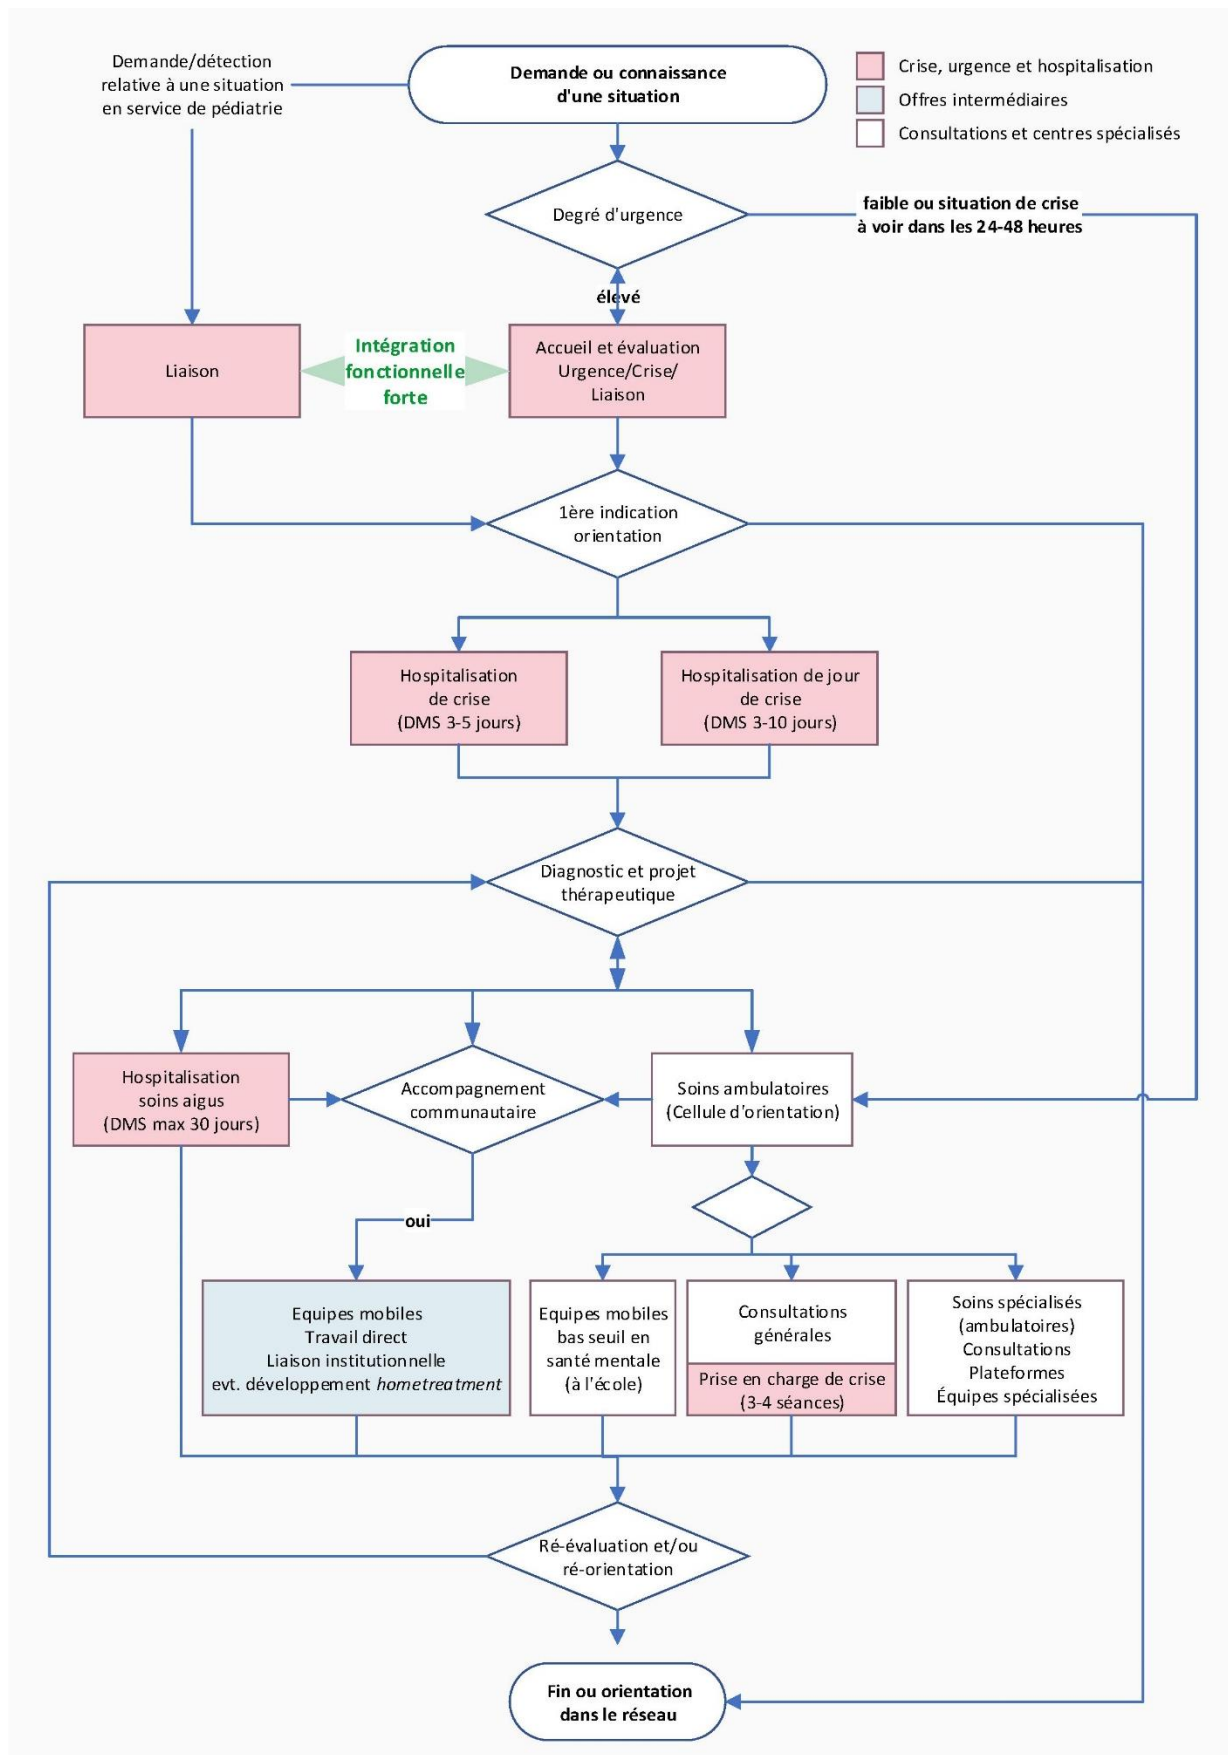 Demande/détection
relative à une situation
en service de pédiatrie
Demande ou connaissance
d'une situation
Crise, urgence et hospitalisation
Offres intermédiaires
Consultations et centres spécialisés
Degré d'urgence
faible ou situation de crise
à voir dans les 24-48 heures
élevé
Liaison
Intégration
fonctionnelle
forte
Accueil et évaluation
Urgence/Crise/
Liaison
1ère indication
orientation
Hospitalisation
de crise
(DMS 3-5 jours)
Hospitalisation de jour
de crise
(DMS 3-10 jours)
Diagnostic et projet
thérapeutique
Hospitalisation
soins aigus
(DMS max 30 jours)
Accompagnement
communautaire
Soins ambulatoires
(Cellule d'orientation)
oui
Equipes mobiles
Travail direct
Liaison institutionnelle
evt. développement hometreatment
Equipes mobiles
bas seuil en
santé mentale
(à l'école)
Consultations
générales
Prise en charge de crise
(3-4 séances)
Soins spécialisés
(ambulatoires)
Consultations
Plateformes
Équipes spécialisées
Ré-évaluation et/ou
ré-orientation
Fin ou orientation
dans le réseau